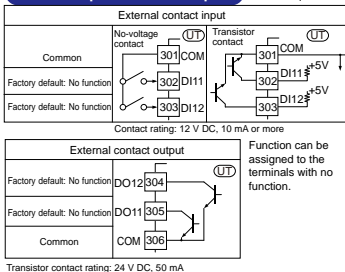 External contact input
No-voltage contact
UT
Transistor contact
UT
Common
301 COM
301 COM
+5V
Factory default: No function
302 DI11
302 DI11
+5V
Factory default: No function
303 DI12
303 DI12
Contact rating: 12 V DC, 10 mA or more
External contact output
UT
Factory default: No function
DO12 304
Factory default: No function
DO11 305
Common
COM 306
Function can be
assigned to the
terminals with no
function.
Transistor contact rating: 24 V DC, 50 mA